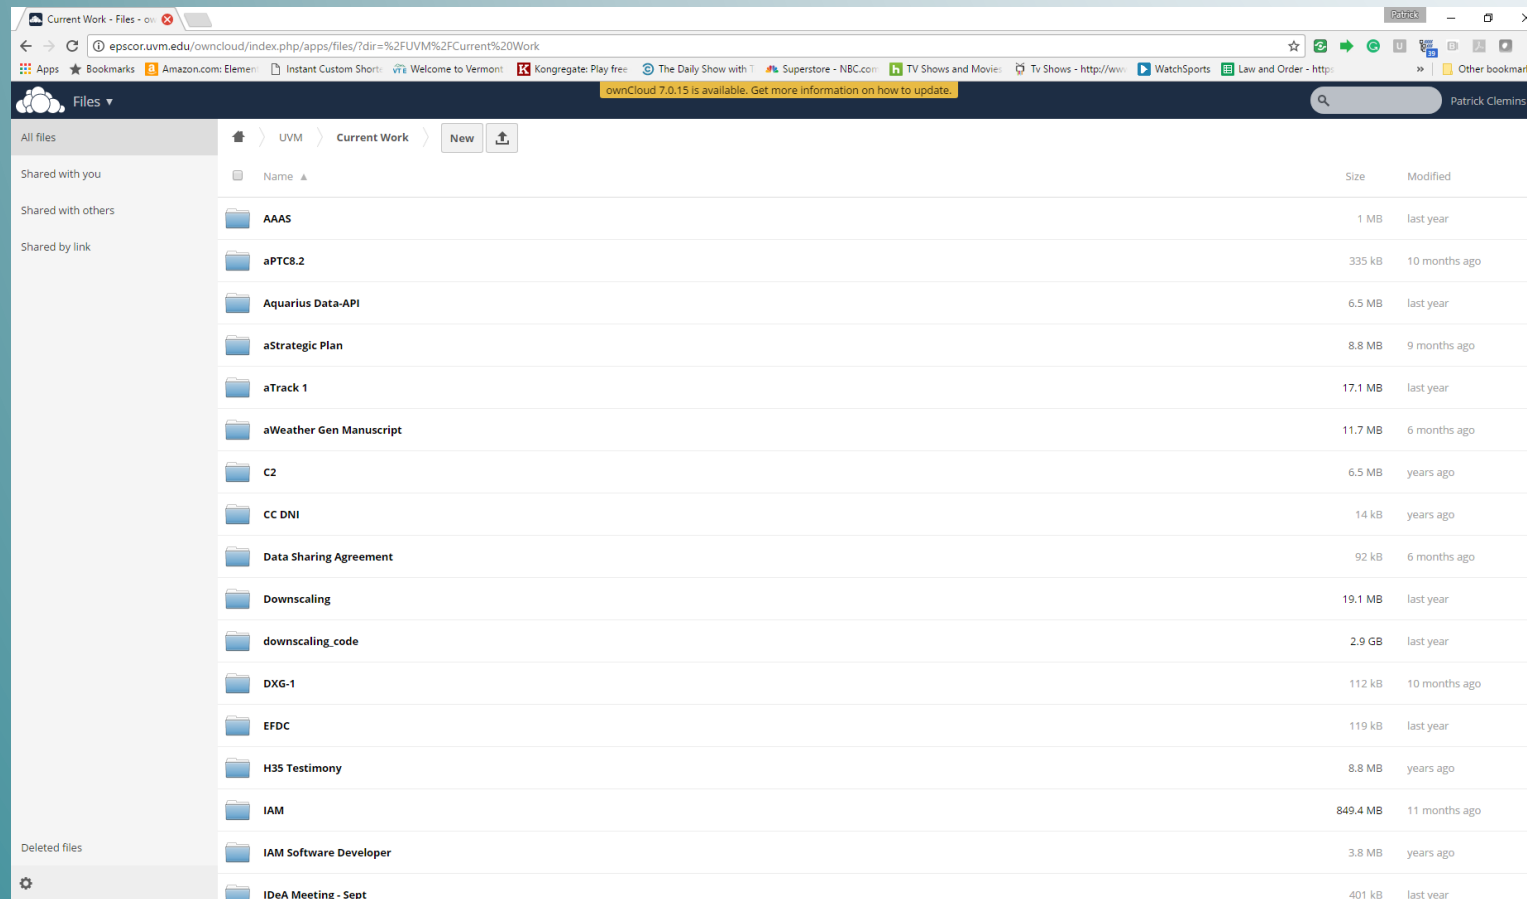 Current Work - Files - ow
Patrick
epscor.uvm.edu/owncloud/index.php/apps/files/?dir=%2FUVM%2FCurrent%20Work
Apps Bookmarks Amazon.com: Elemen Instant Custom Shorts Welcome to Vermont Kongregate: Play free The Daily Show with T Superstore - NBC.com TV Shows and Movies Tv Shows - http://www WatchSports Law and Order - https » Other bookmark
ownCloud 7.0.15 is available. Get more information on how to update.
Files ▾ Patrick Clemins
All files
Shared with you
Shared with others
Shared by link
Deleted files
UVM Current Work New
Name ▲ Size Modified
AAAS 1 MB last year
aPTC8.2 335 kB 10 months ago
Aquarius Data-API 6.5 MB last year
aStrategic Plan 8.8 MB 9 months ago
aTrack 1 17.1 MB last year
aWeather Gen Manuscript 11.7 MB 6 months ago
C2 6.5 MB years ago
CC DNI 14 kB years ago
Data Sharing Agreement 92 kB 6 months ago
Downscaling 19.1 MB last year
downscaling_code 2.9 GB last year
DXG-1 112 kB 10 months ago
EFDC 119 kB last year
H35 Testimony 8.8 MB years ago
IAM 849.4 MB 11 months ago
IAM Software Developer 3.8 MB years ago
IDeA Meeting - Sept 401 kB last year